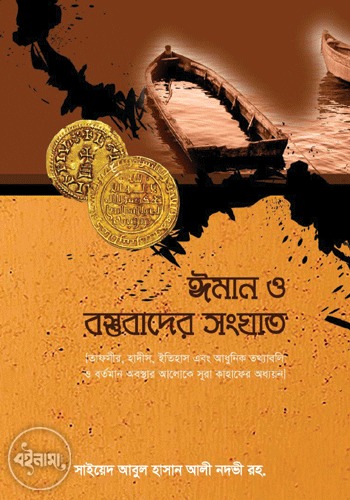 ঈমান ও
বস্তুবাদের সংঘাত
[তাফসীর, হাদীস, ইতিহাস এবং আধুনিক তথ্যাবলি
ও বর্তমান অবস্থার আলোকে সূরা কাহাফের অধ্যয়ন]
সাইয়েদ আবুল হাসান আলী নদভী রহ.
বইনামা